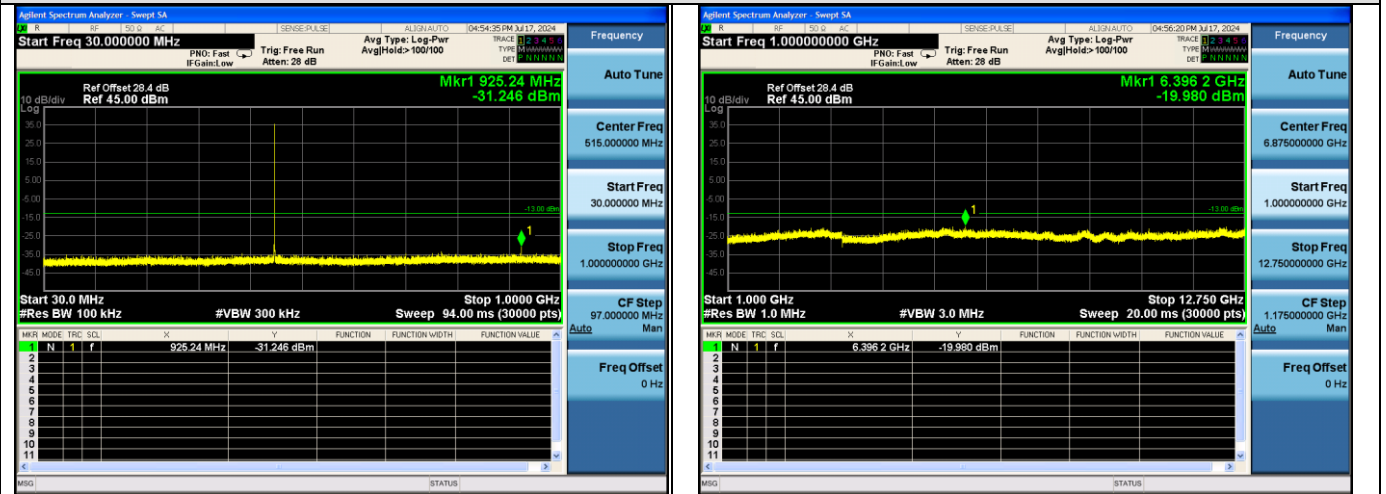 Agilent Spectrum Analyzer - Swept SA
R RF 50 Ω AC SENSE:PULSE ALIGNAUTO 04:54:35 PM Jul 17, 2024
Start Freq 30.000000 MHz
PNO: Fast
IFGain:Low
Trig: Free Run
Atten: 28 dB
Avg Type: Log-Pwr
Avg|Hold:>100/100
TRACE 1 2 3 4 5 6
TYPE
DET P N N N N N
Ref Offset 28.4 dB
10 dB/div Ref 45.00 dBm
Log
Mkr1 925.24 MHz
-31.246 dBm
35.0
25.0
15.0
5.00
-5.00
-15.0
-25.0
-35.0
-45.0
-13.00 dBm
1
Start 30.0 MHz Stop 1.0000 GHz
#Res BW 100 kHz #VBW 300 kHz Sweep 94.00 ms (30000 pts)
MKR MODE TRC SCL X Y FUNCTION FUNCTION WIDTH FUNCTION VALUE
1 N 1 f 925.24 MHz -31.246 dBm
2
3
4
5
6
7
8
9
10
11
MSG STATUS
Frequency
Auto Tune
Center Freq
515.000000 MHz
Start Freq
30.000000 MHz
Stop Freq
1.000000000 GHz
CF Step
97.000000 MHz
Auto Man
Freq Offset
0 Hz
Agilent Spectrum Analyzer - Swept SA
R RF 50 Ω AC SENSE:PULSE ALIGNAUTO 04:56:20 PM Jul 17, 2024
Start Freq 1.000000000 GHz
PNO: Fast
IFGain:Low
Trig: Free Run
Atten: 28 dB
Avg Type: Log-Pwr
Avg|Hold:>100/100
TRACE 1 2 3 4 5 6
TYPE
DET P N N N N N
Ref Offset 28.4 dB
10 dB/div Ref 45.00 dBm
Log
Mkr1 6.396 2 GHz
-19.980 dBm
35.0
25.0
15.0
5.00
-5.00
-15.0
-25.0
-35.0
-45.0
-13.00 dBm
1
Start 1.000 GHz Stop 12.750 GHz
#Res BW 1.0 MHz #VBW 3.0 MHz Sweep 20.00 ms (30000 pts)
MKR MODE TRC SCL X Y FUNCTION FUNCTION WIDTH FUNCTION VALUE
1 N 1 f 6.396 2 GHz -19.980 dBm
2
3
4
5
6
7
8
9
10
11
MSG STATUS
Frequency
Auto Tune
Center Freq
6.875000000 GHz
Start Freq
1.000000000 GHz
Stop Freq
12.750000000 GHz
CF Step
1.175000000 GHz
Auto Man
Freq Offset
0 Hz